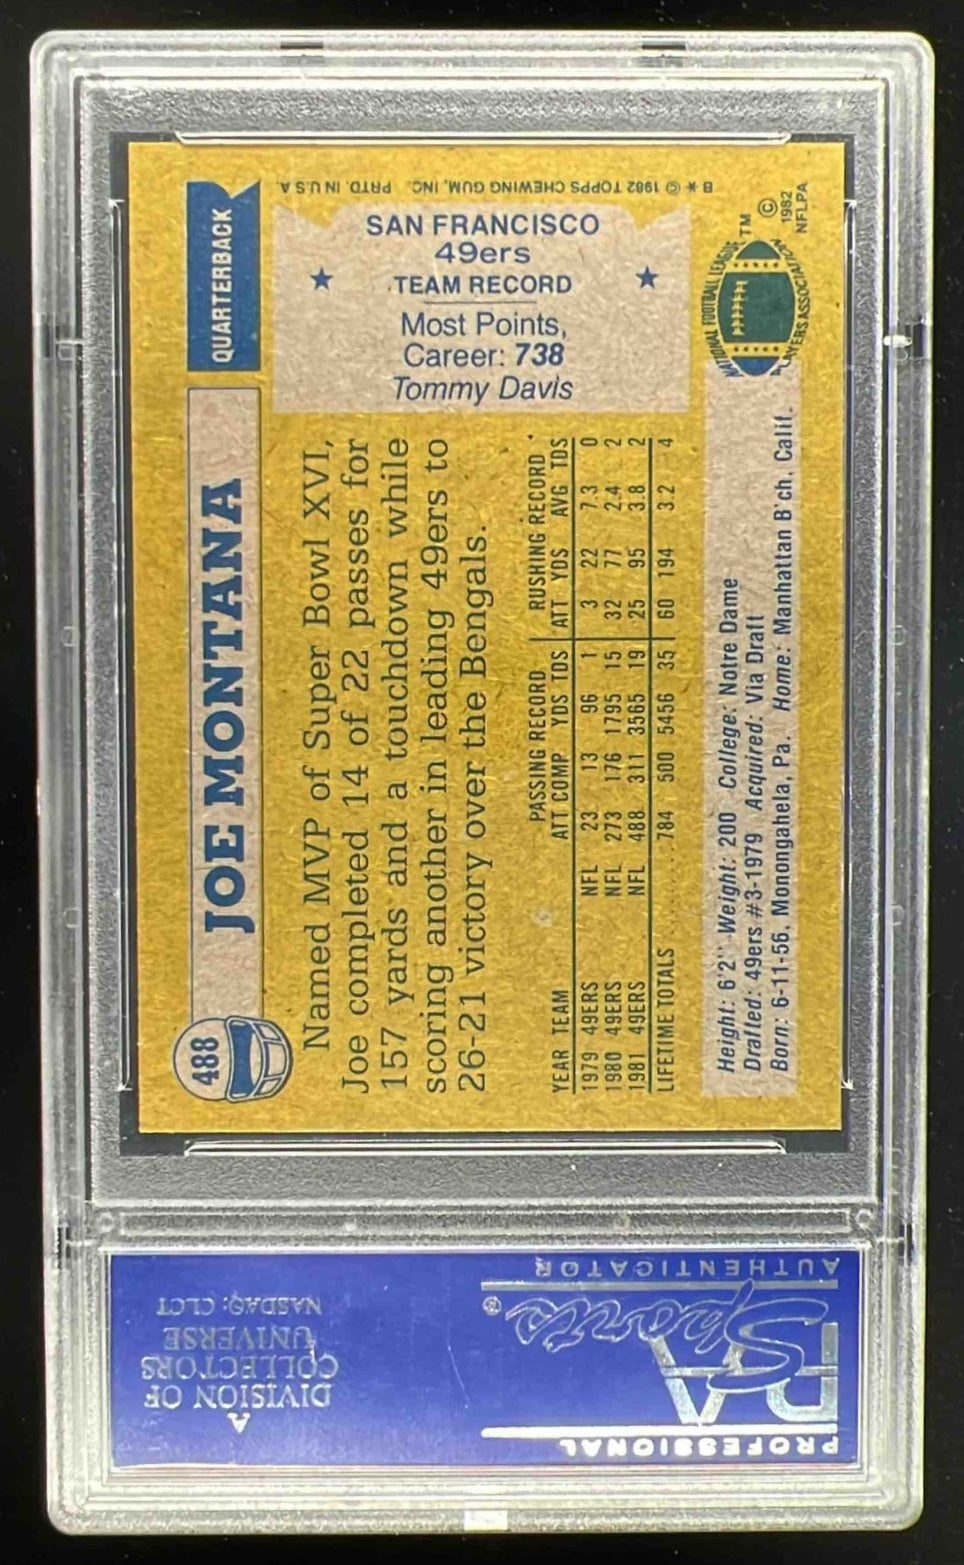 488
JOE MONTANA
QUARTERBACK
Named MVP of Super Bowl XVI,
Joe completed 14 of 22 passes for
157 yards and a touchdown while
scoring another in leading 49ers to
26-21 victory over the Bengals.
SAN FRANCISCO
49ers
TEAM RECORD
Most Points,
Career: 738
Tommy Davis
B * © 1982 TOPPS CHEWING GUM, INC. PRTD. IN U.S.A.
PASSING RECORD RUSHING RECORD
YEAR TEAM ATT COMP YDS TDS ATT YDS AVG TDS
1979 49ERS NFL 23 13 96 1 3 22 7.3 0
1980 49ERS NFL 273 176 1795 15 32 77 2.4 2
1981 49ERS NFL 488 311 3565 19 25 95 3.8 2
LIFETIME TOTALS 784 500 5456 35 60 194 3.2 4
Height: 6'2" Weight: 200 College: Notre Dame
Drafted: 49ers #3-1979 Acquired: Via Draft
Born: 6-11-56, Monongahela, Pa. Home: Manhattan B'ch, Calif.
NATIONAL FOOTBALL LEAGUE
PLAYERS ASSOCIATION
TM
©
1982
NFLPA
PROFESSIONAL
PSA
Sports®
AUTHENTICATOR
A
DIVISION OF
COLLECTORS
UNIVERSE
NASDAQ: CLCT